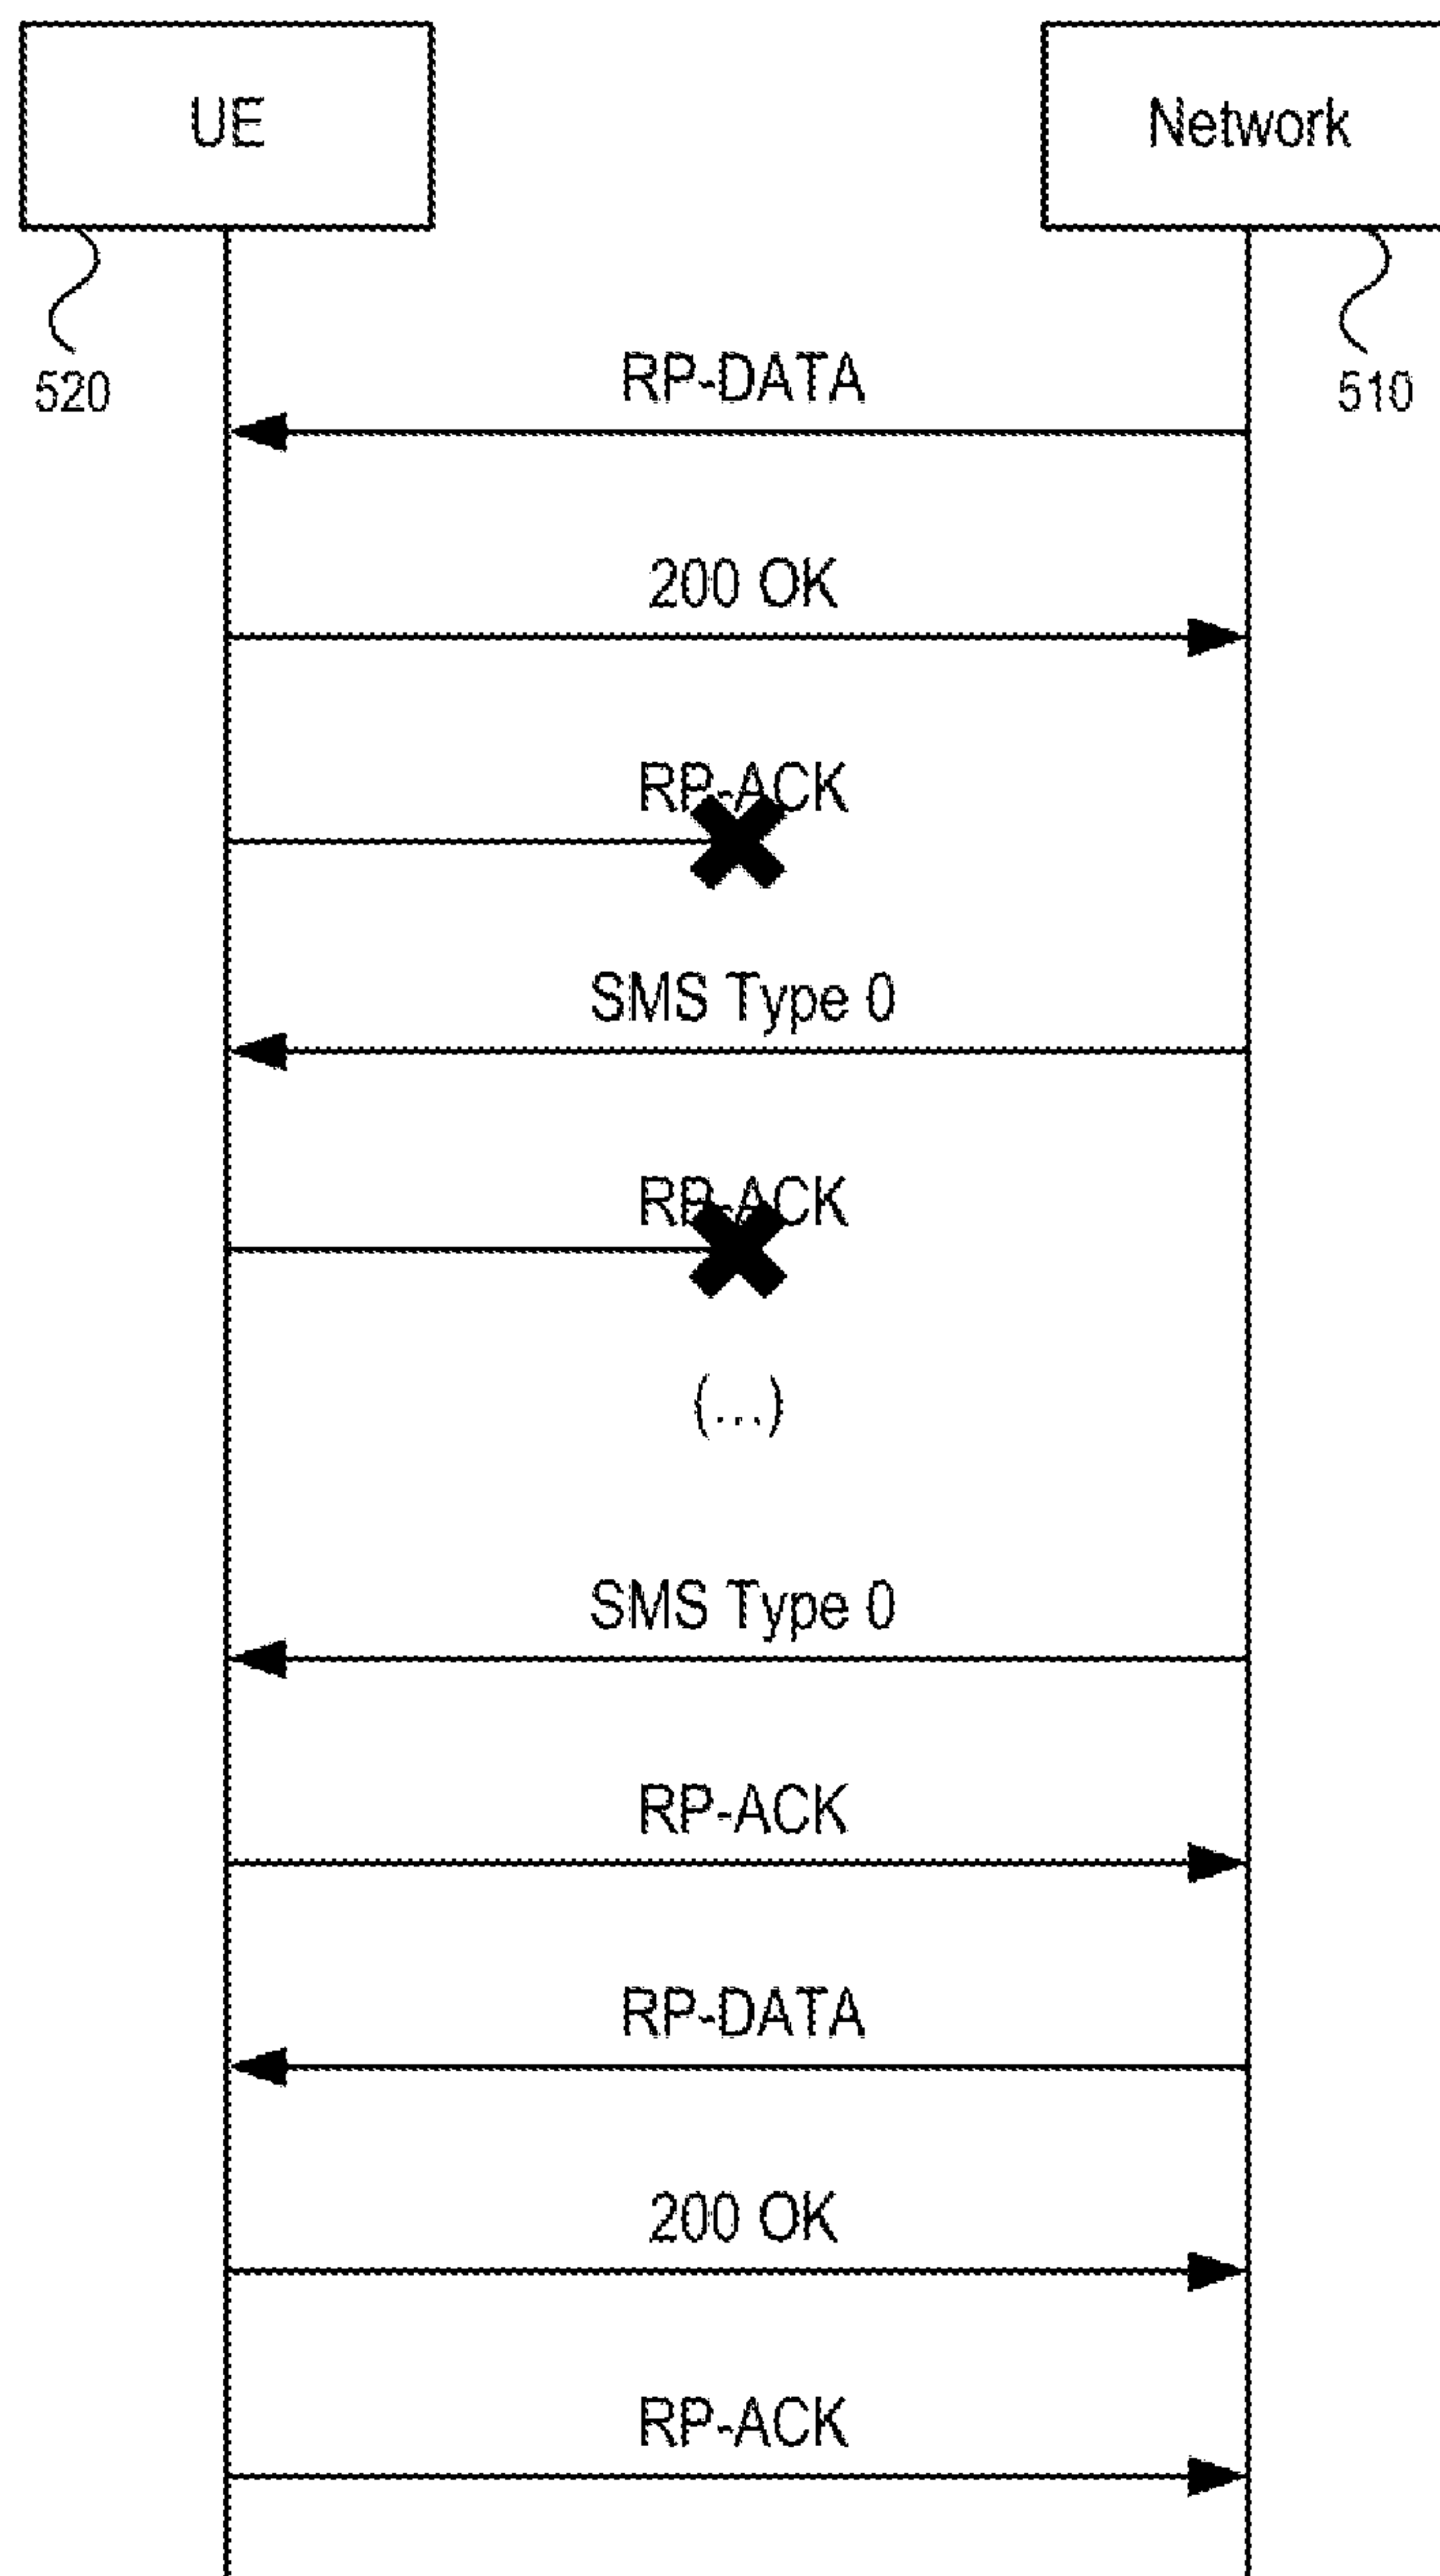 UE
Network
520
510
RP-DATA
200 OK
RP-ACK
SMS Type 0
RP-ACK
(...)
SMS Type 0
RP-ACK
RP-DATA
200 OK
RP-ACK